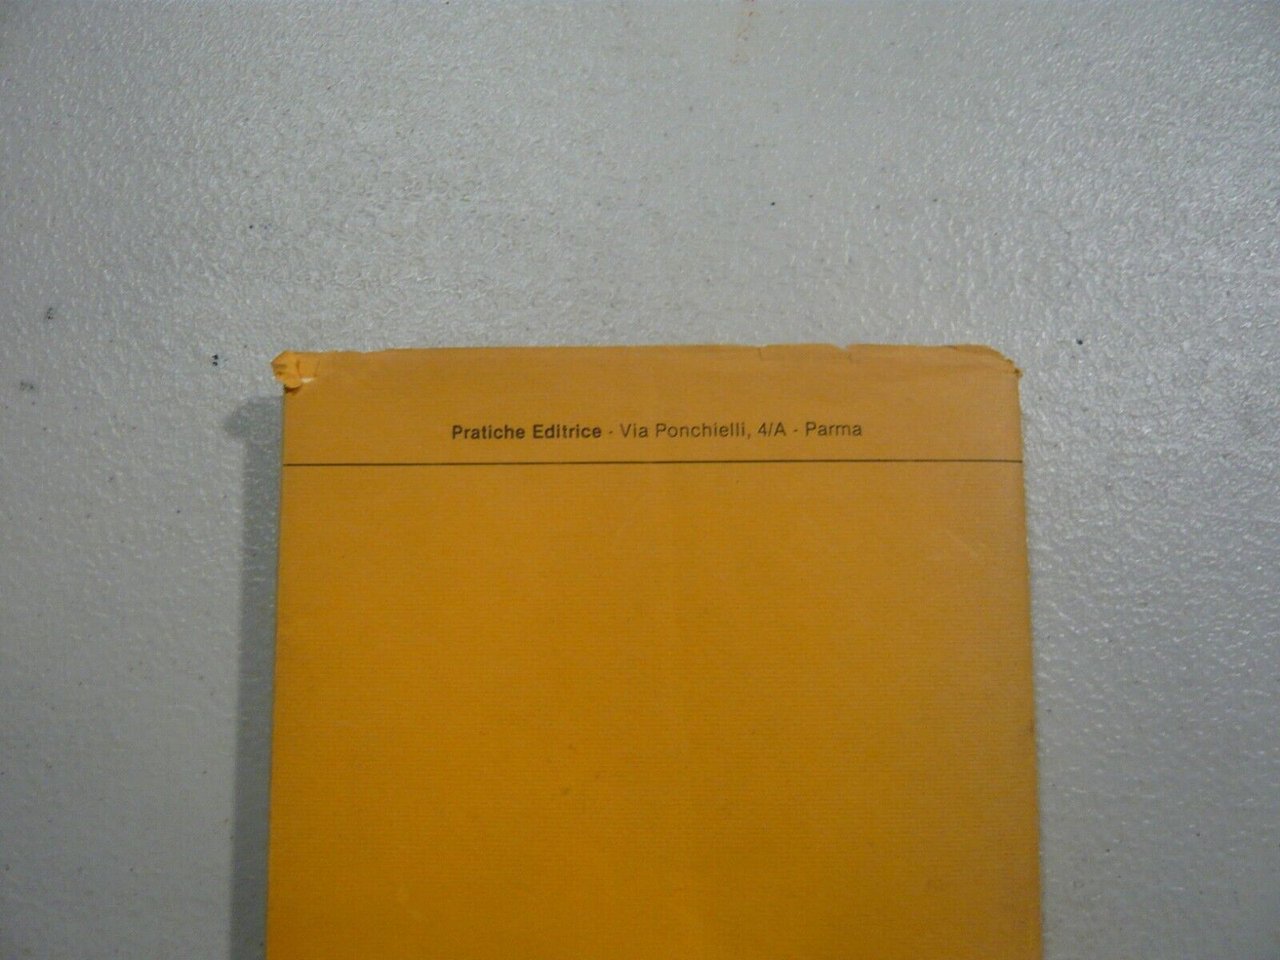 Pratiche Editrice · Via Ponchielli, 4/A · Parma